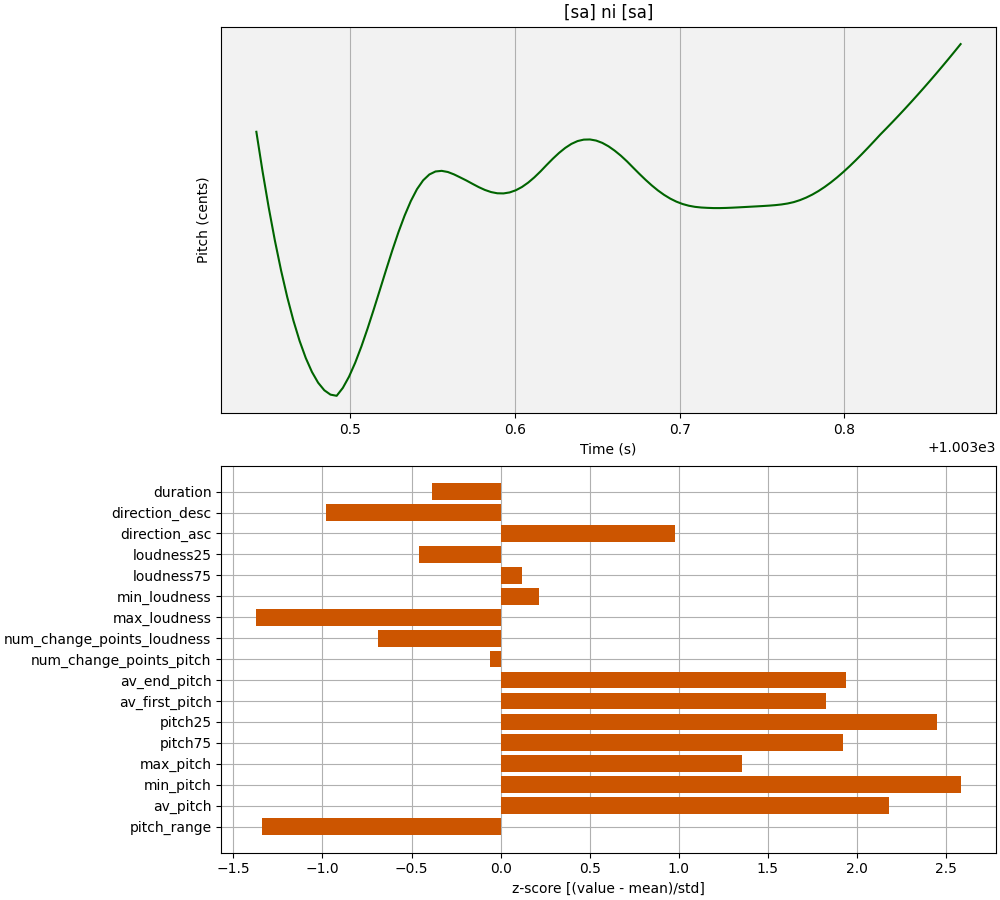 [sa] ni [sa]
Pitch (cents)
0.5 0.6 0.7 0.8
Time (s)
+1.003e3
duration
direction_desc
direction_asc
loudness25
loudness75
min_loudness
max_loudness
num_change_points_loudness
num_change_points_pitch
av_end_pitch
av_first_pitch
pitch25
pitch75
max_pitch
min_pitch
av_pitch
pitch_range
−1.5 −1.0 −0.5 0.0 0.5 1.0 1.5 2.0 2.5
z-score [(value - mean)/std]